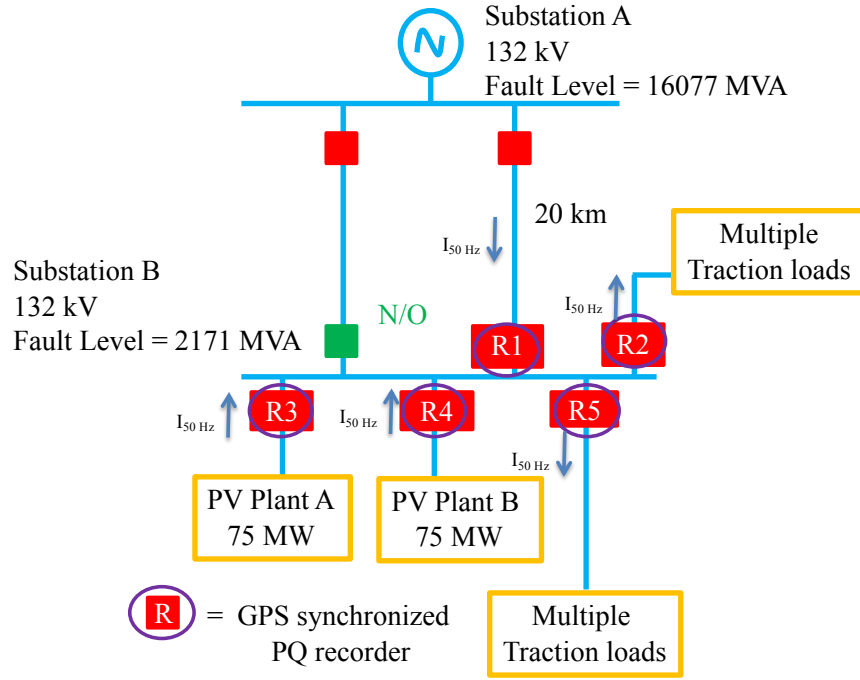 Substation A
132 kV
Fault Level = 16077 MVA
20 km
I50 Hz
Multiple
Traction loads
Substation B
132 kV
Fault Level = 2171 MVA
N/O
I50 Hz
R1
R2
I50 Hz
R3
I50 Hz
R4
R5
I50 Hz
PV Plant A
75 MW
PV Plant B
75 MW
R = GPS synchronized
PQ recorder
Multiple
Traction loads